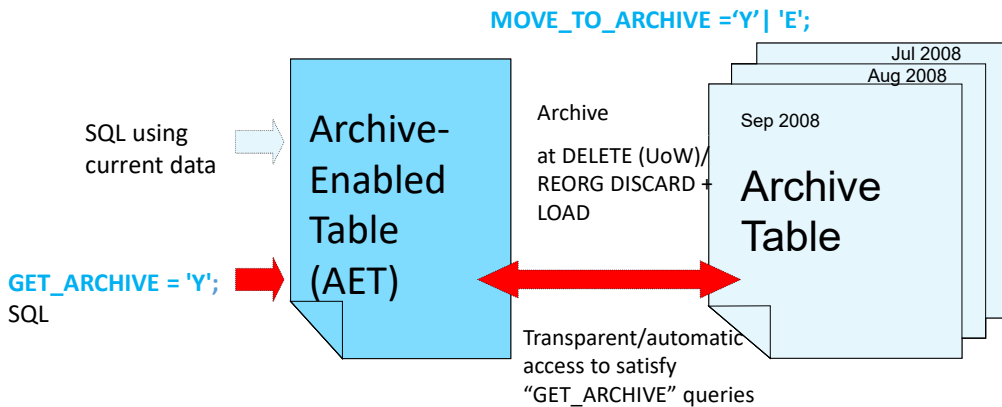 MOVE_TO_ARCHIVE =‘Y’| 'E';
Jul 2008
Aug 2008
Sep 2008
Archive
Table
Archive-
Enabled
Table
(AET)
SQL using
current data
Archive
at DELETE (UoW)/
REORG DISCARD +
LOAD
GET_ARCHIVE = 'Y';
SQL
Transparent/automatic
access to satisfy
“GET_ARCHIVE” queries